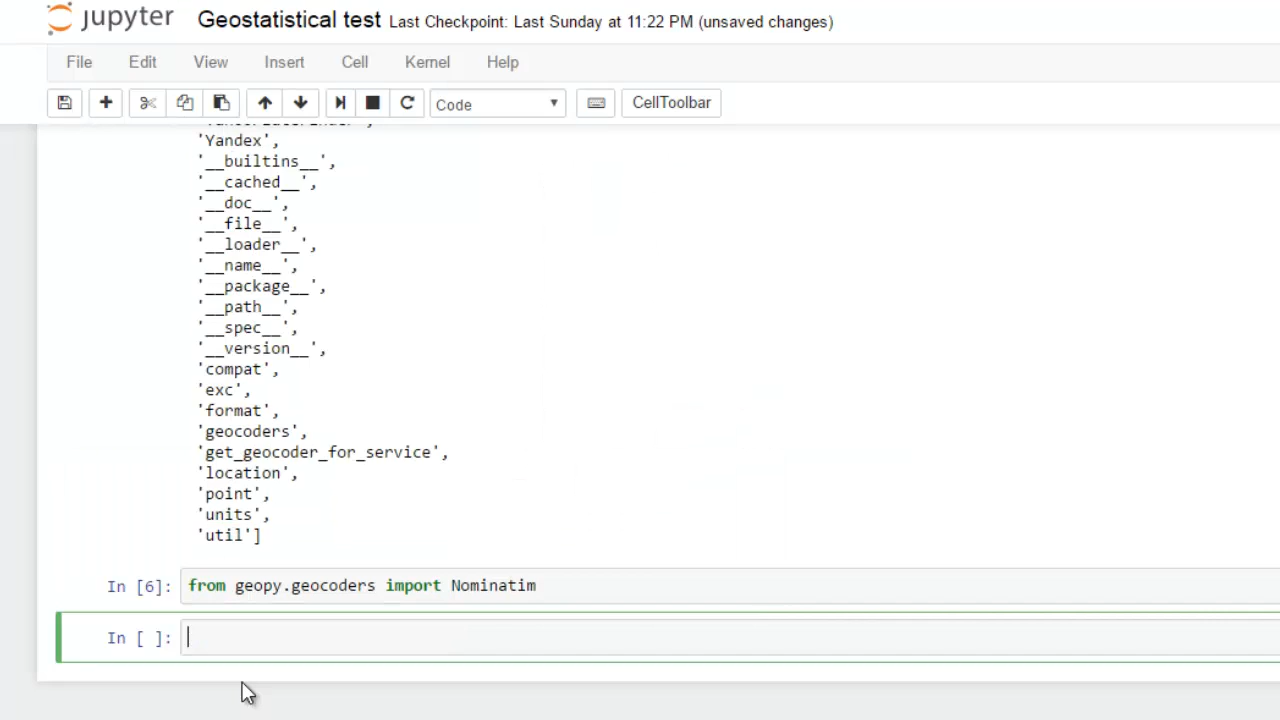 jupyter Geostatistical test Last Checkpoint: Last Sunday at 11:22 PM (unsaved changes)
File Edit View Insert Cell Kernel Help
Code CellToolbar
'Yandex',
'__builtins__',
'__cached__',
'__doc__',
'__file__',
'__loader__',
'__name__',
'__package__',
'__path__',
'__spec__',
'__version__',
'compat',
'exc',
'format',
'geocoders',
'get_geocoder_for_service',
'location',
'point',
'units',
'util']
In [6]: from geopy.geocoders import Nominatim
In [ ]: